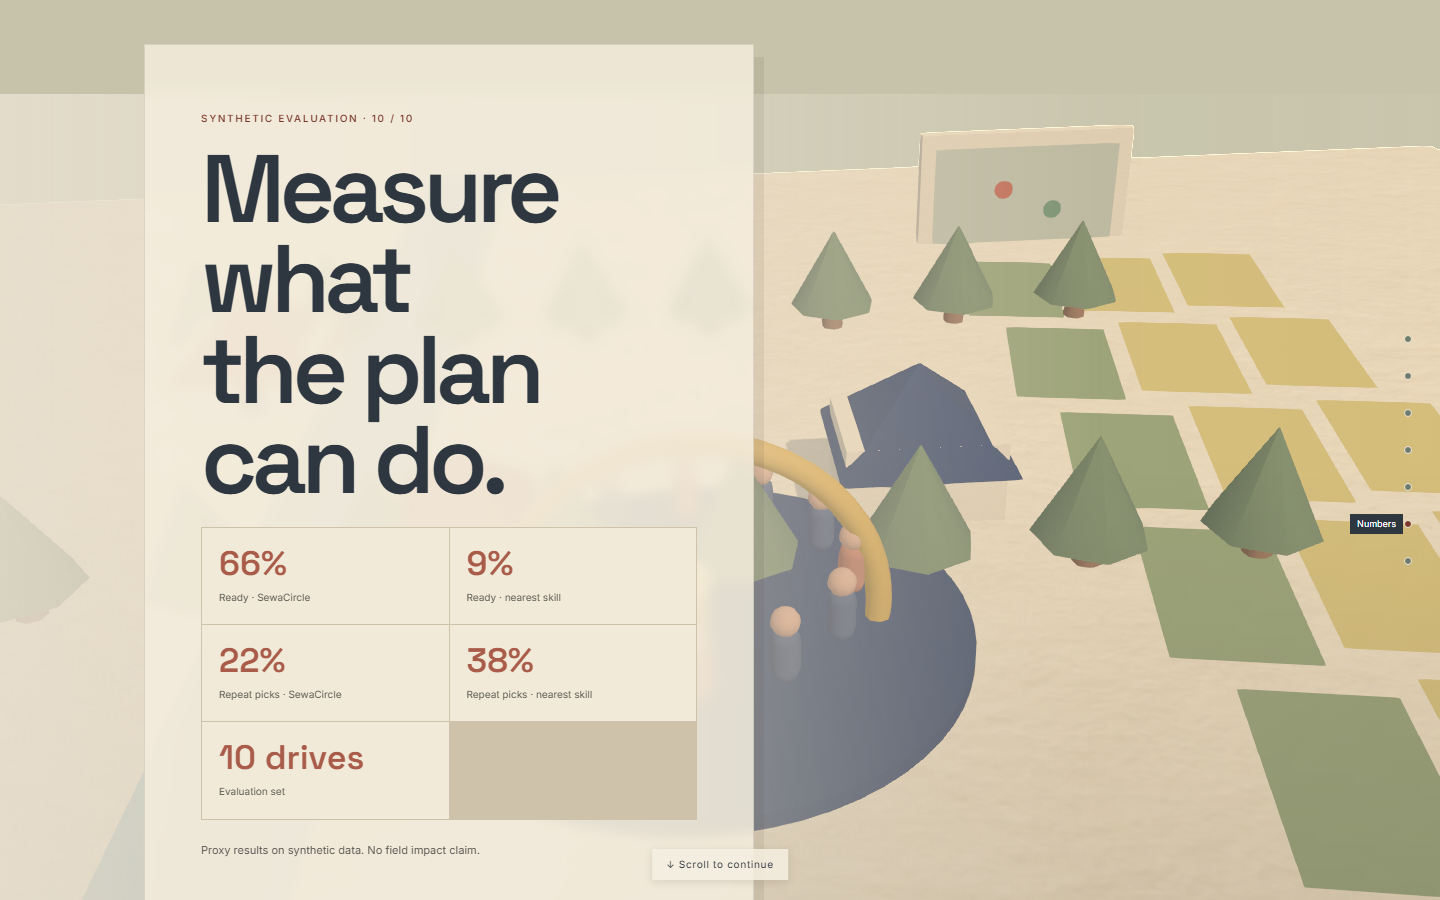 SYNTHETIC EVALUATION · 10 / 10
Measure
what
the plan
can do.
66%
Ready · SewaCircle
9%
Ready · nearest skill
22%
Repeat picks · SewaCircle
38%
Repeat picks · nearest skill
10 drives
Evaluation set
Proxy results on synthetic data. No field impact claim.
↓ Scroll to continue
Numbers